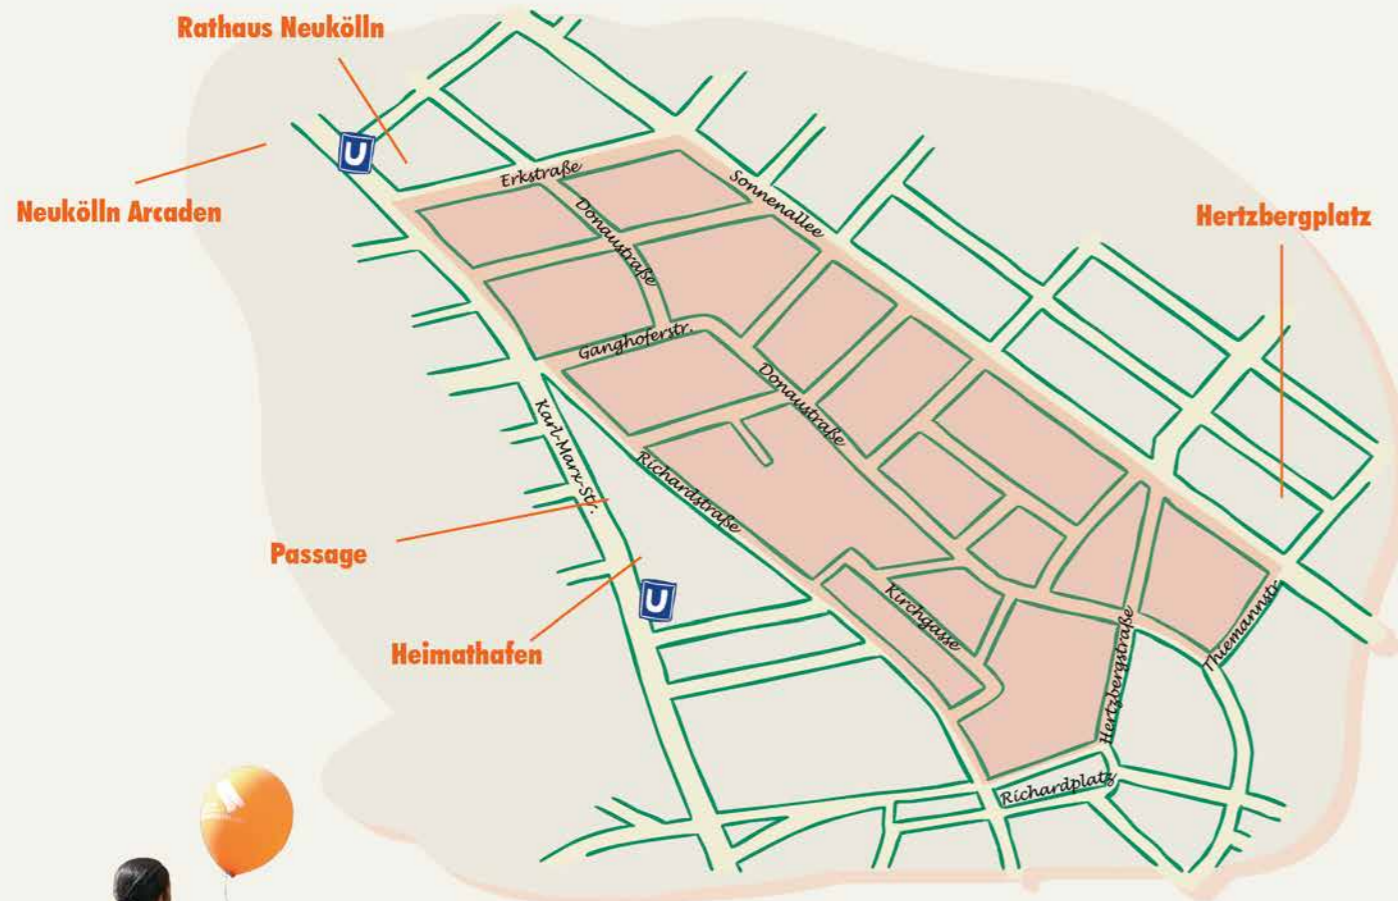 Rathaus Neukölln
U
Neukölln Arcaden
Erkstraße
Sonnenallee
Hertzbergplatz
Donaustraße
Ganghoferstr.
Donaustraße
Karl-Marx-Str.
Richardstraße
Passage
U
Heimathafen
Kirchgasse
Hertzbergstraße
Thiemannstr.
Richardplatz